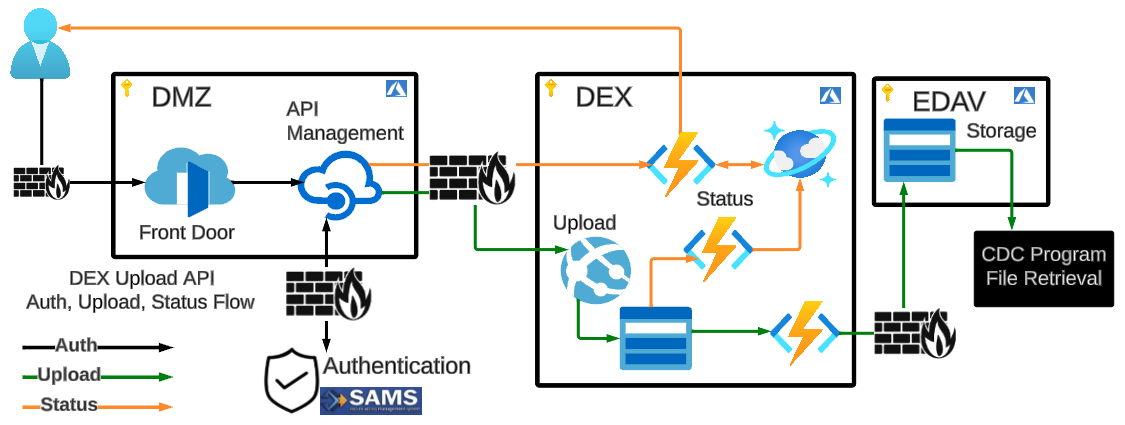 DMZ
API
Management
Front Door
DEX
Status
Upload
EDAV
Storage
CDC Program
File Retrieval
DEX Upload API
Auth, Upload, Status Flow
Auth
Upload
Status
Authentication
SAMS